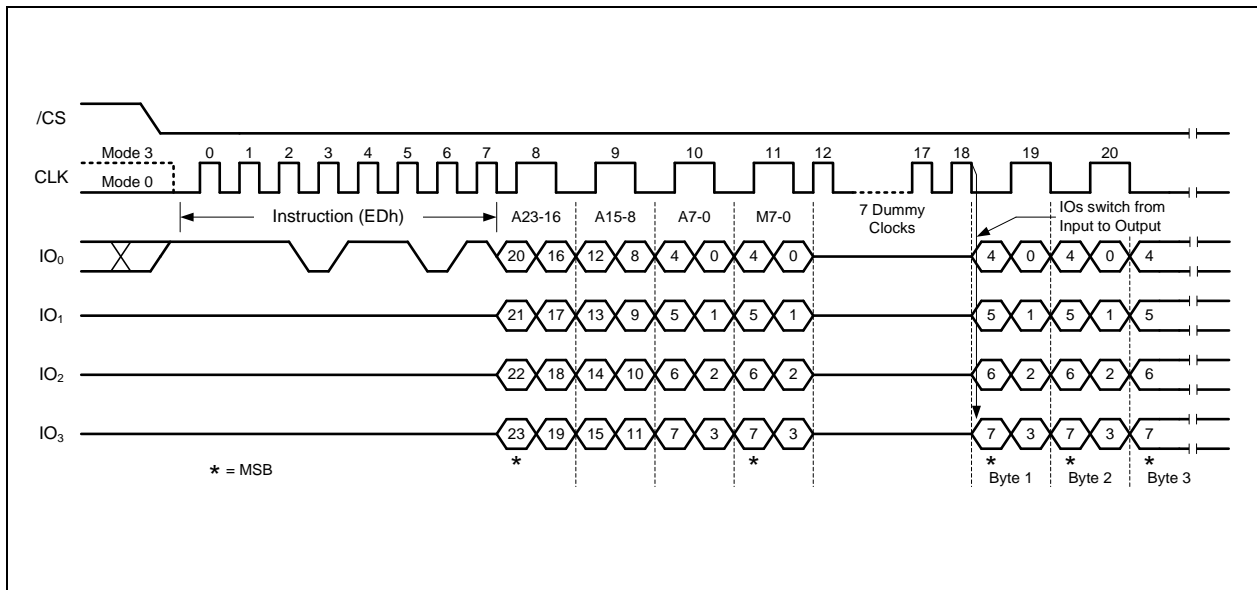 /CS
Mode 3 0 1 2 3 4 5 6 7 8 9 10 11 12 17 18 19 20
CLK
Mode 0
Instruction (EDh) A23-16 A15-8 A7-0 M7-0 7 Dummy Clocks IOs switch from Input to Output
IO₀ 20 16 12 8 4 0 4 0 4 0 4 0 4
IO₁ 21 17 13 9 5 1 5 1 5 1 5 1 5
IO₂ 22 18 14 10 6 2 6 2 6 2 6 2 6
IO₃ 23 19 15 11 7 3 7 3 7 3 7 3 7
* * * * *
* = MSB
Byte 1 Byte 2 Byte 3